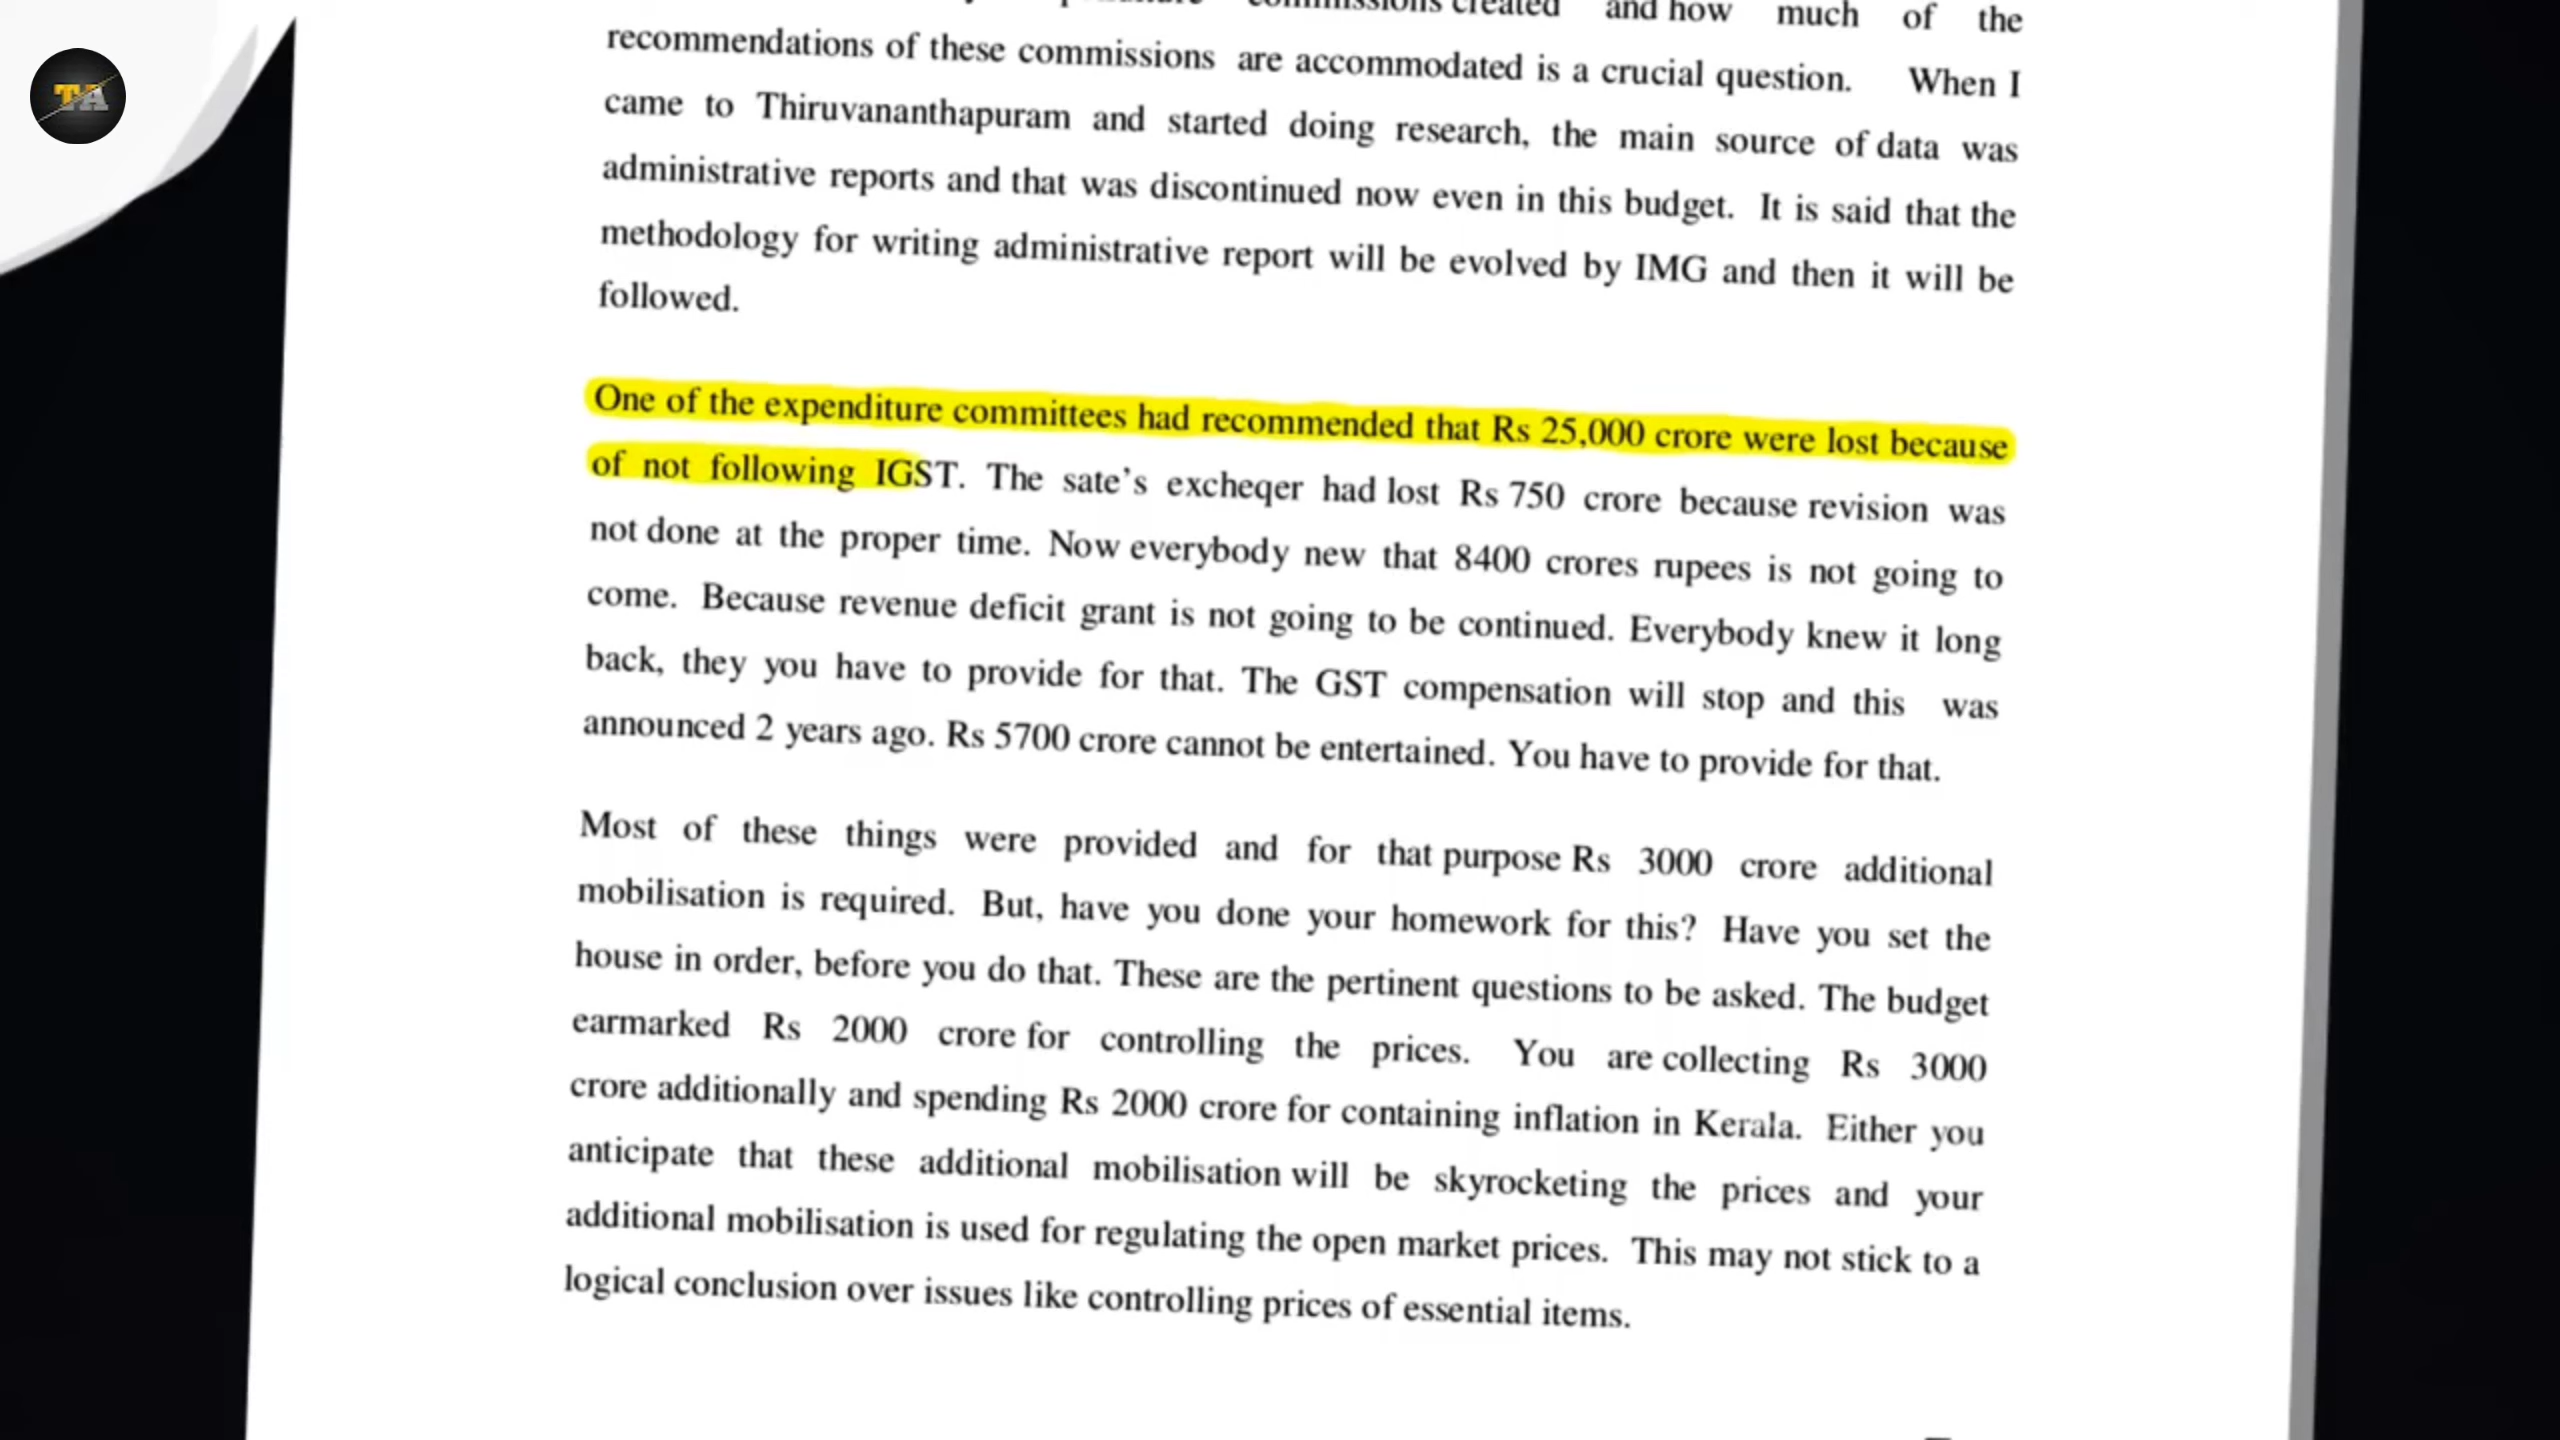 TA
commissions created and how much of the
recommendations of these commissions are accommodated is a crucial question. When I
came to Thiruvananthapuram and started doing research, the main source of data was
administrative reports and that was discontinued now even in this budget. It is said that the
methodology for writing administrative report will be evolved by IMG and then it will be
followed.
One of the expenditure committees had recommended that Rs 25,000 crore were lost because
of not following IGST. The sate's excheqer had lost Rs 750 crore because revision was
not done at the proper time. Now everybody new that 8400 crores rupees is not going to
come. Because revenue deficit grant is not going to be continued. Everybody knew it long
back, they you have to provide for that. The GST compensation will stop and this was
announced 2 years ago. Rs 5700 crore cannot be entertained. You have to provide for that.
Most of these things were provided and for that purpose Rs 3000 crore additional
mobilisation is required. But, have you done your homework for this? Have you set the
house in order, before you do that. These are the pertinent questions to be asked. The budget
earmarked Rs 2000 crore for controlling the prices. You are collecting Rs 3000
crore additionally and spending Rs 2000 crore for containing inflation in Kerala. Either you
anticipate that these additional mobilisation will be skyrocketing the prices and your
additional mobilisation is used for regulating the open market prices. This may not stick to a
logical conclusion over issues like controlling prices of essential items.